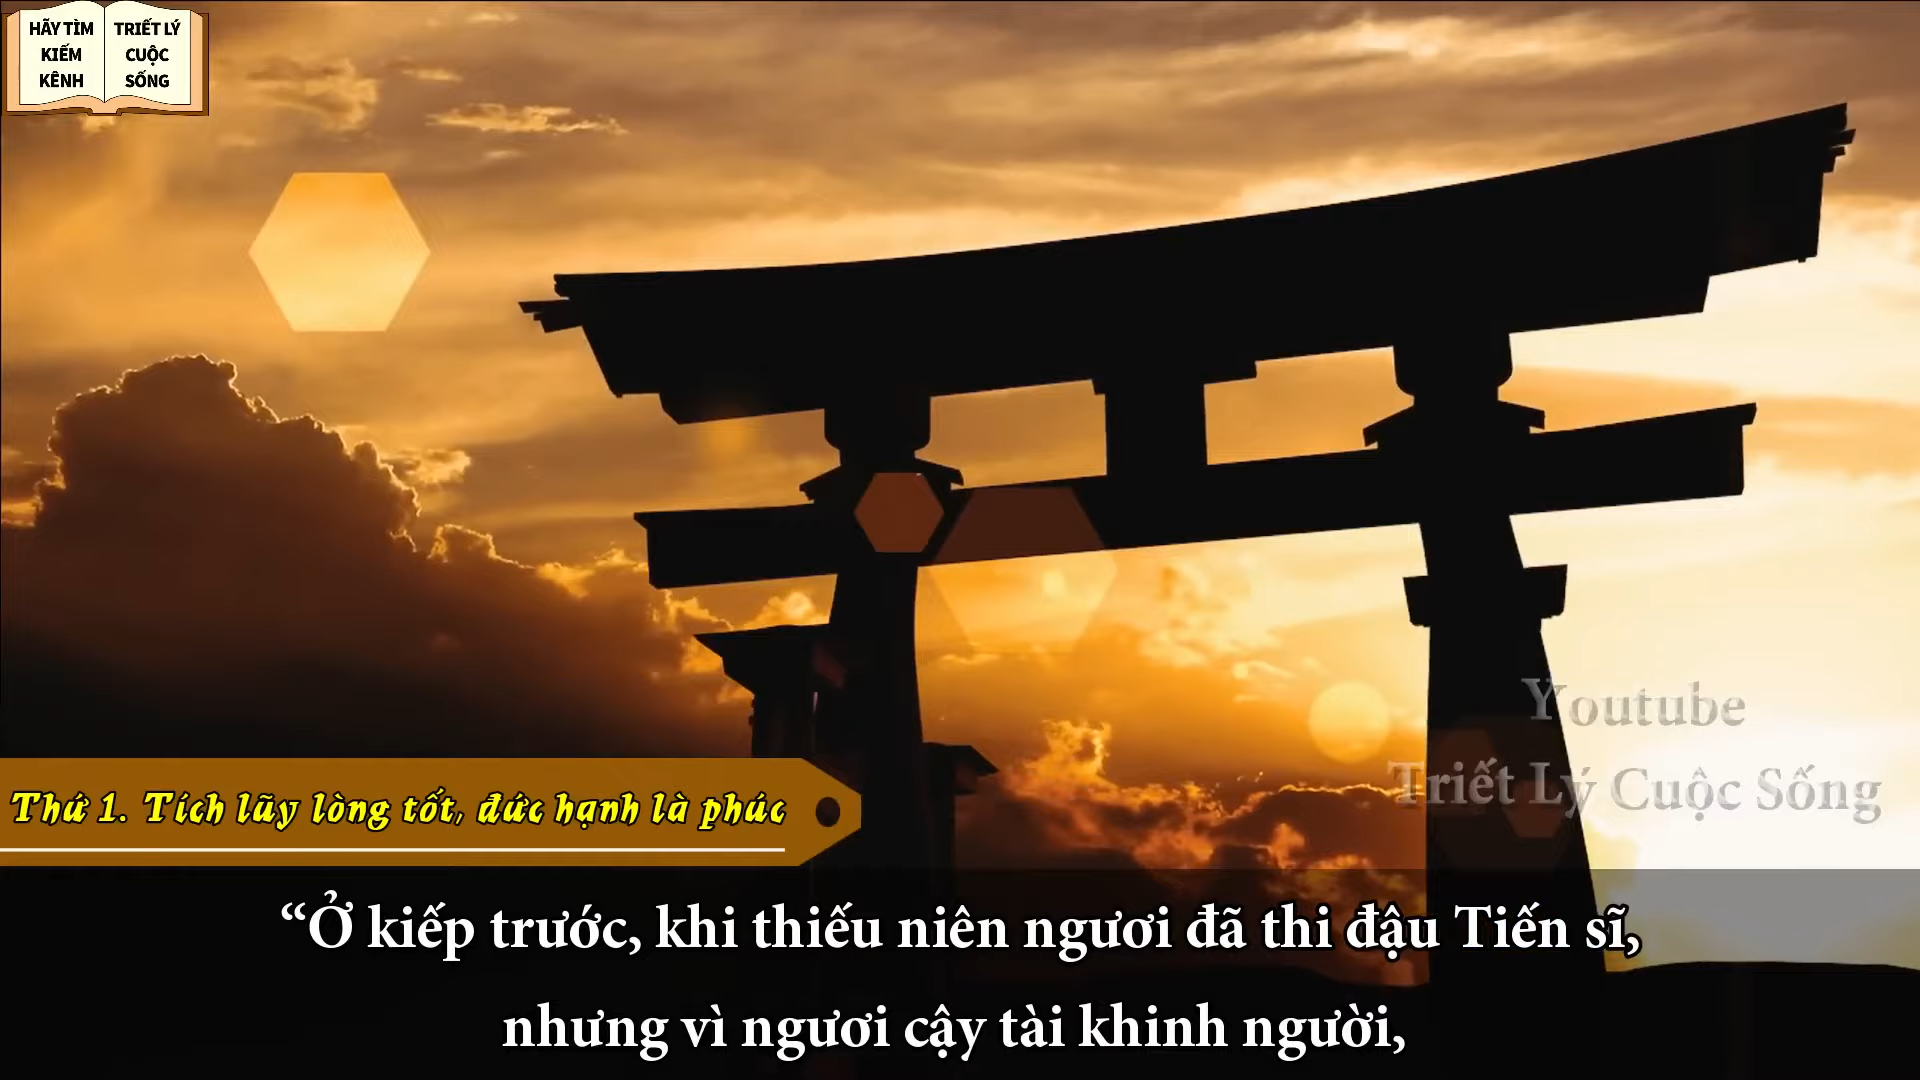 HÃY TÌM
KIẾM
KÊNH
TRIẾT LÝ
CUỘC
SỐNG
Youtube
Triết Lý Cuộc Sống
Thứ 1. Tích lũy lòng tốt, đức hạnh là phúc
“Ở kiếp trước, khi thiếu niên ngươi đã thi đậu Tiến sĩ,
nhưng vì ngươi cậy tài khinh người,